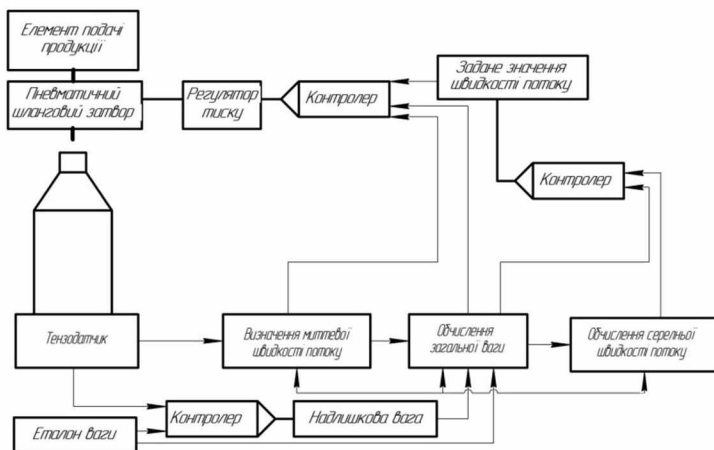 Елемент подачі
продукції
Пневматичний
шланговий затвор
Регулятор
тиску
Контролер
Задане значення
швидкості потоку
Контролер
Тензодатчик
Визначення миттєвої
швидкості потоку
Обчислення
загальної ваги
Обчислення серелньої
швидкості потоку
Контролер
Надлишкова вага
Еталон ваги